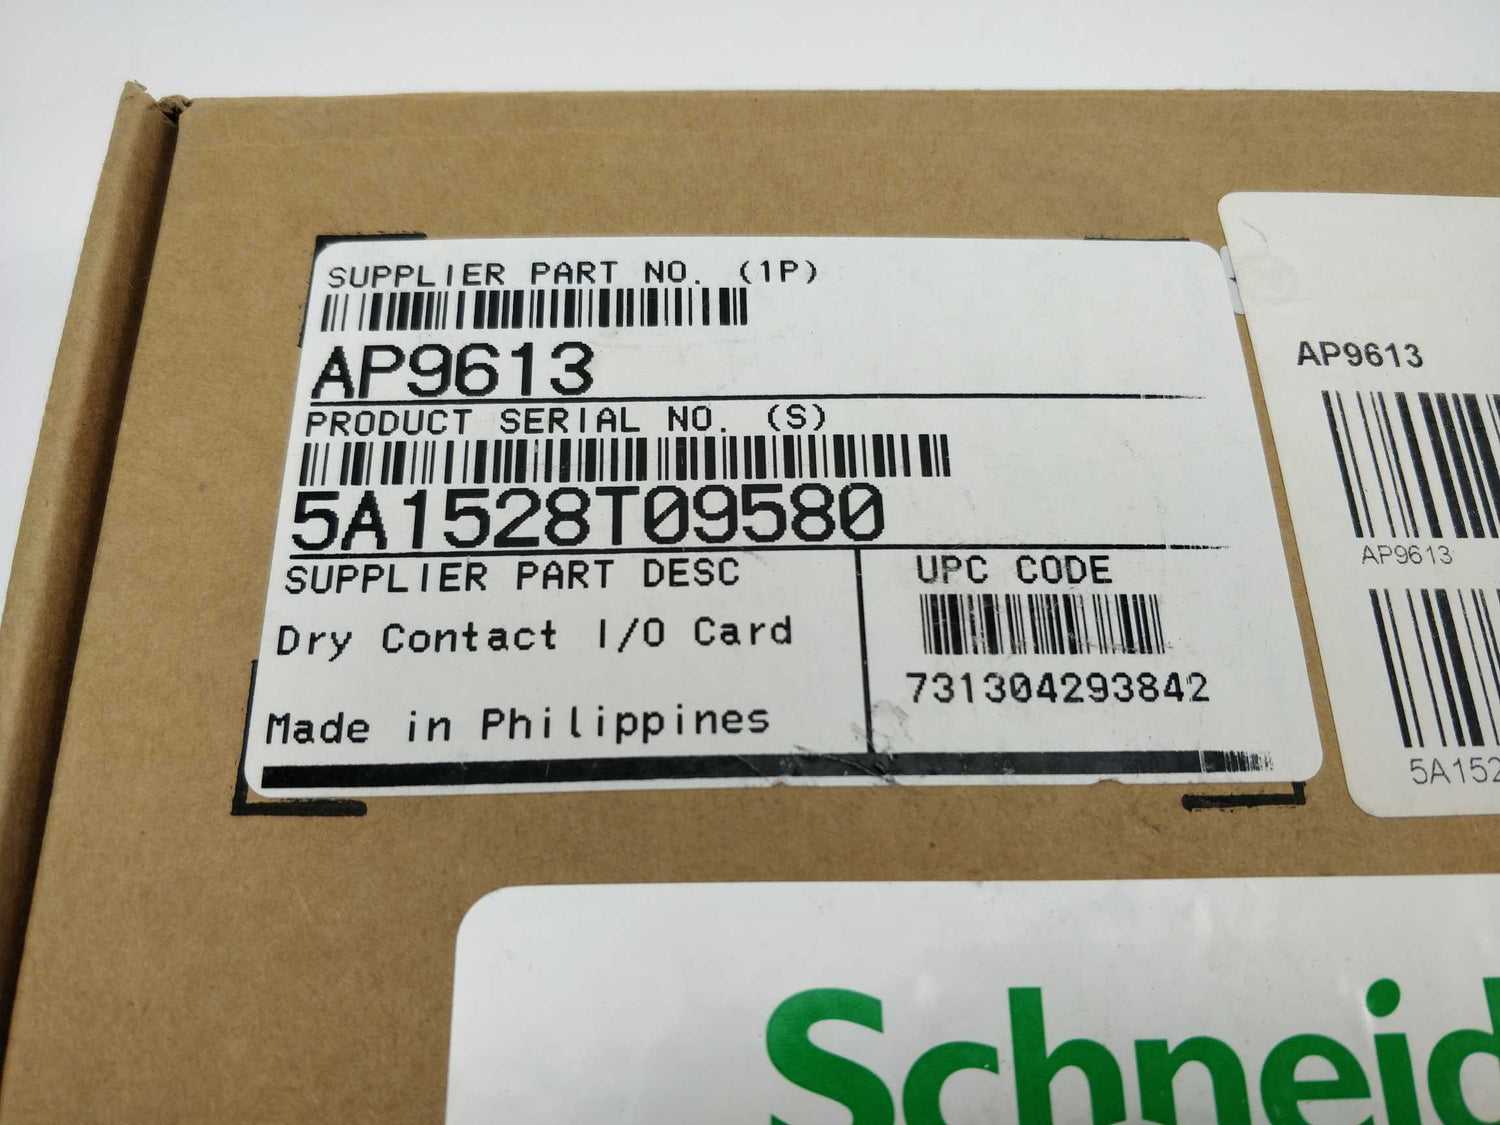 SUPPLIER PART NO. (1P)
AP9613
PRODUCT SERIAL NO. (S)
5A1528T09580
SUPPLIER PART DESC
Dry Contact I/O Card
Made in Philippines
UPC CODE
731304293842
AP9613
AP9613
5A152
Schneid